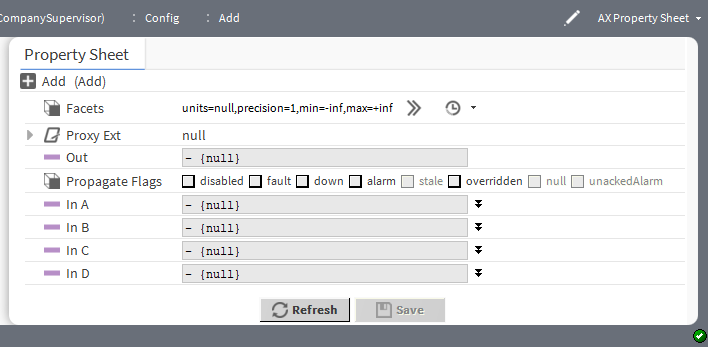 CompanySupervisor) : Config : Add AX Property Sheet
Property Sheet
Add (Add)
Facets units=null,precision=1,min=-inf,max=+inf
Proxy Ext null
Out – {null}
Propagate Flags disabled fault down alarm stale overridden null unackedAlarm
In A – {null}
In B – {null}
In C – {null}
In D – {null}
Refresh Save